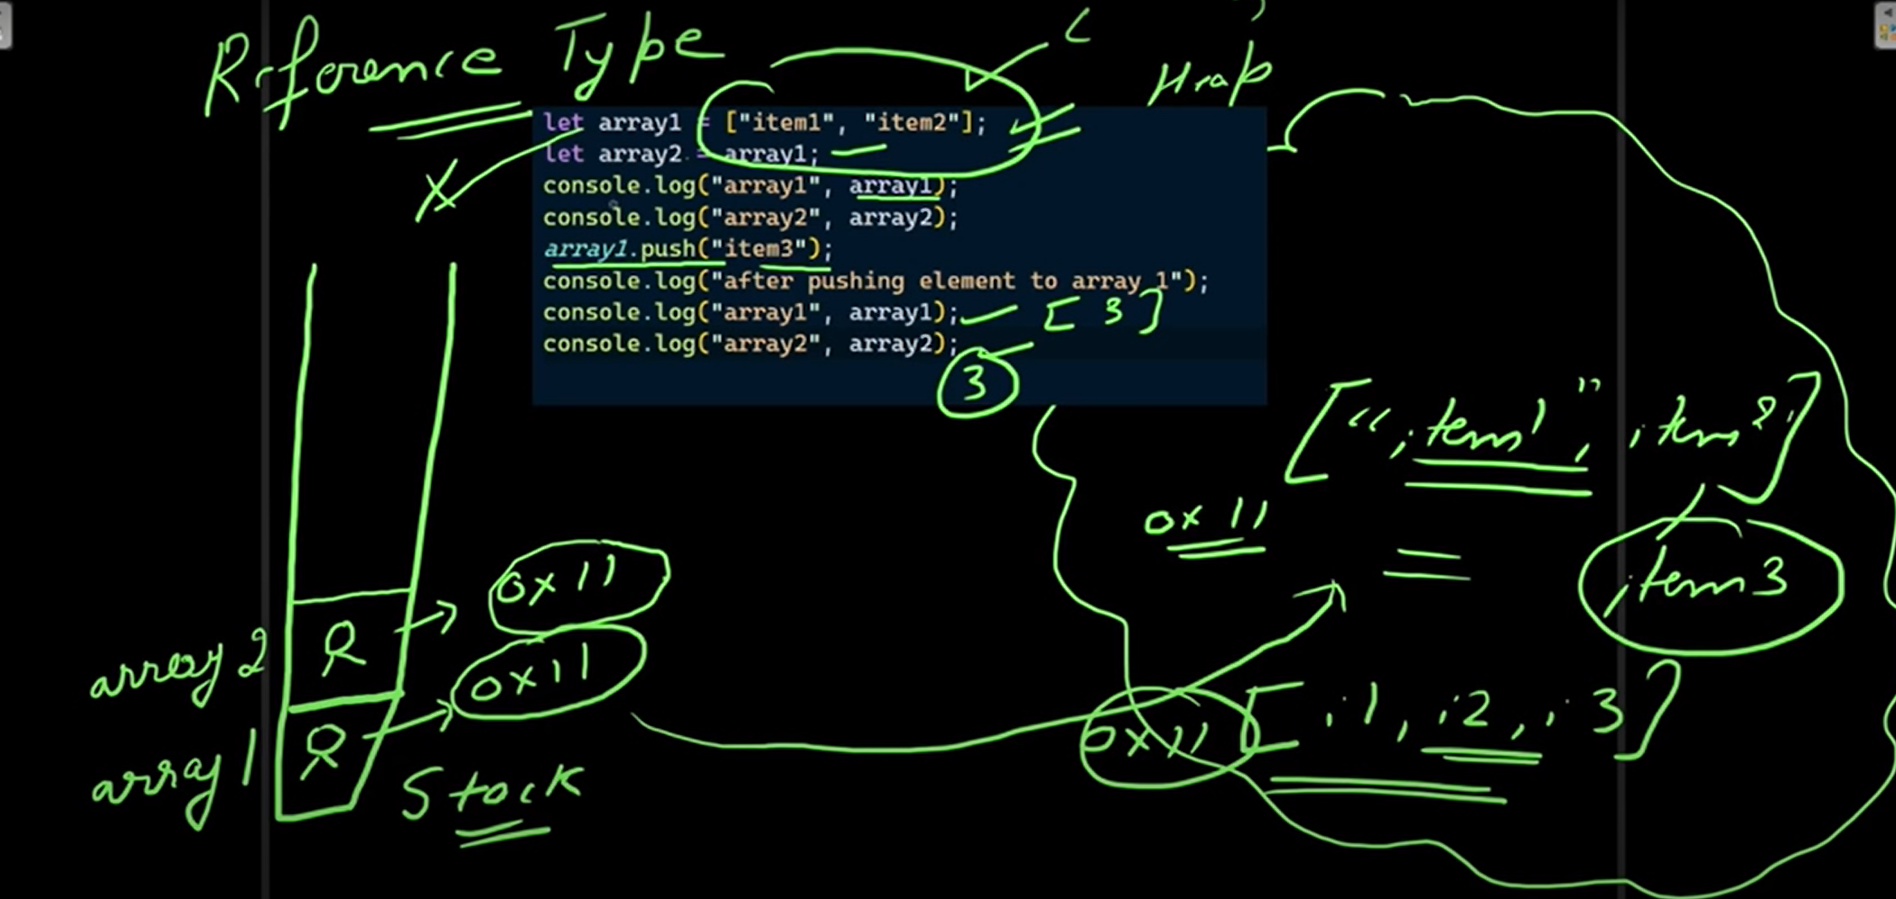 Reference Type
Heap
let array1 = ["item1", "item2"];
let array2 = array1;
console.log("array1", array1);
console.log("array2", array2);
array1.push("item3");
console.log("after pushing element to array 1");
console.log("array1", array1);
[ 3 ]
console.log("array2", array2);
3
["item1", item2]
0x11
item3
0x11
array2 R
0x11
array1 R
0x11 [ i1, i2, i3 ]
Stack